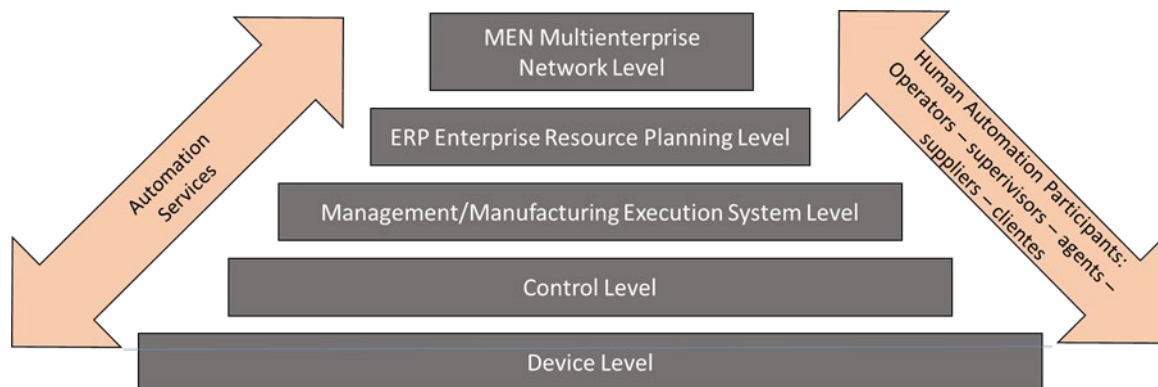 MEN Multienterprise
Network Level
ERP Enterprise Resource Planning Level
Management/Manufacturing Execution System Level
Control Level
Device Level
Automation
Services
Human Automation Participants:
Operators – superivisors – agents –
suppliers – clientes